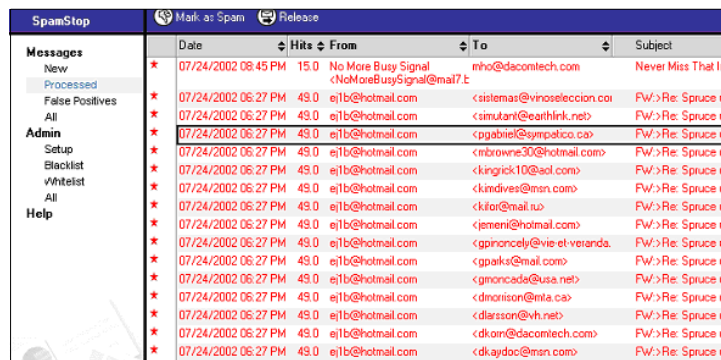 SpamStop
Mark as Spam Release
Messages
New
Processed
False Positives
All
Admin
Setup
Blacklist
Whitelist
All
Help
Date Hits From To Subject
* 07/24/2002 08:45 PM 15.0 No More Busy Signal mho@dacomtech.com Never Miss That I
<NoMoreBusySignal@mail7.b
* 07/24/2002 06:27 PM 49.0 ej1b@hotmail.com <sistemas@vinoseleccion.co FW:>Re: Spruce
* 07/24/2002 06:27 PM 49.0 ej1b@hotmail.com <simutant@earthlink.net> FW:>Re: Spruce
* 07/24/2002 06:27 PM 49.0 ej1b@hotmail.com <pgabriel@sympatico.ca> FW:>Re: Spruce
* 07/24/2002 06:27 PM 49.0 ej1b@hotmail.com <mbrowne30@hotmail.com> FW:>Re: Spruce
* 07/24/2002 06:27 PM 49.0 ej1b@hotmail.com <kingrick10@aol.com> FW:>Re: Spruce
* 07/24/2002 06:27 PM 49.0 ej1b@hotmail.com <kimdives@msn.com> FW:>Re: Spruce
* 07/24/2002 06:27 PM 49.0 ej1b@hotmail.com <kifor@mail.ru> FW:>Re: Spruce
* 07/24/2002 06:27 PM 49.0 ej1b@hotmail.com <jemeni@hotmail.com> FW:>Re: Spruce
* 07/24/2002 06:27 PM 49.0 ej1b@hotmail.com <gpinoncely@vie-et-veranda. FW:>Re: Spruce
* 07/24/2002 06:27 PM 49.0 ej1b@hotmail.com <gparks@mail.com> FW:>Re: Spruce
* 07/24/2002 06:27 PM 49.0 ej1b@hotmail.com <gmoncada@usa.net> FW:>Re: Spruce
* 07/24/2002 06:27 PM 49.0 ej1b@hotmail.com <dmorrison@mta.ca> FW:>Re: Spruce
* 07/24/2002 06:27 PM 49.0 ej1b@hotmail.com <dlarsson@vh.net> FW:>Re: Spruce
* 07/24/2002 06:27 PM 49.0 ej1b@hotmail.com <dkorn@dacomtech.com> FW:>Re: Spruce
* 07/24/2002 06:27 PM 49.0 ej1b@hotmail.com <dkaydoc@msn.com> FW:>Re: Spruce